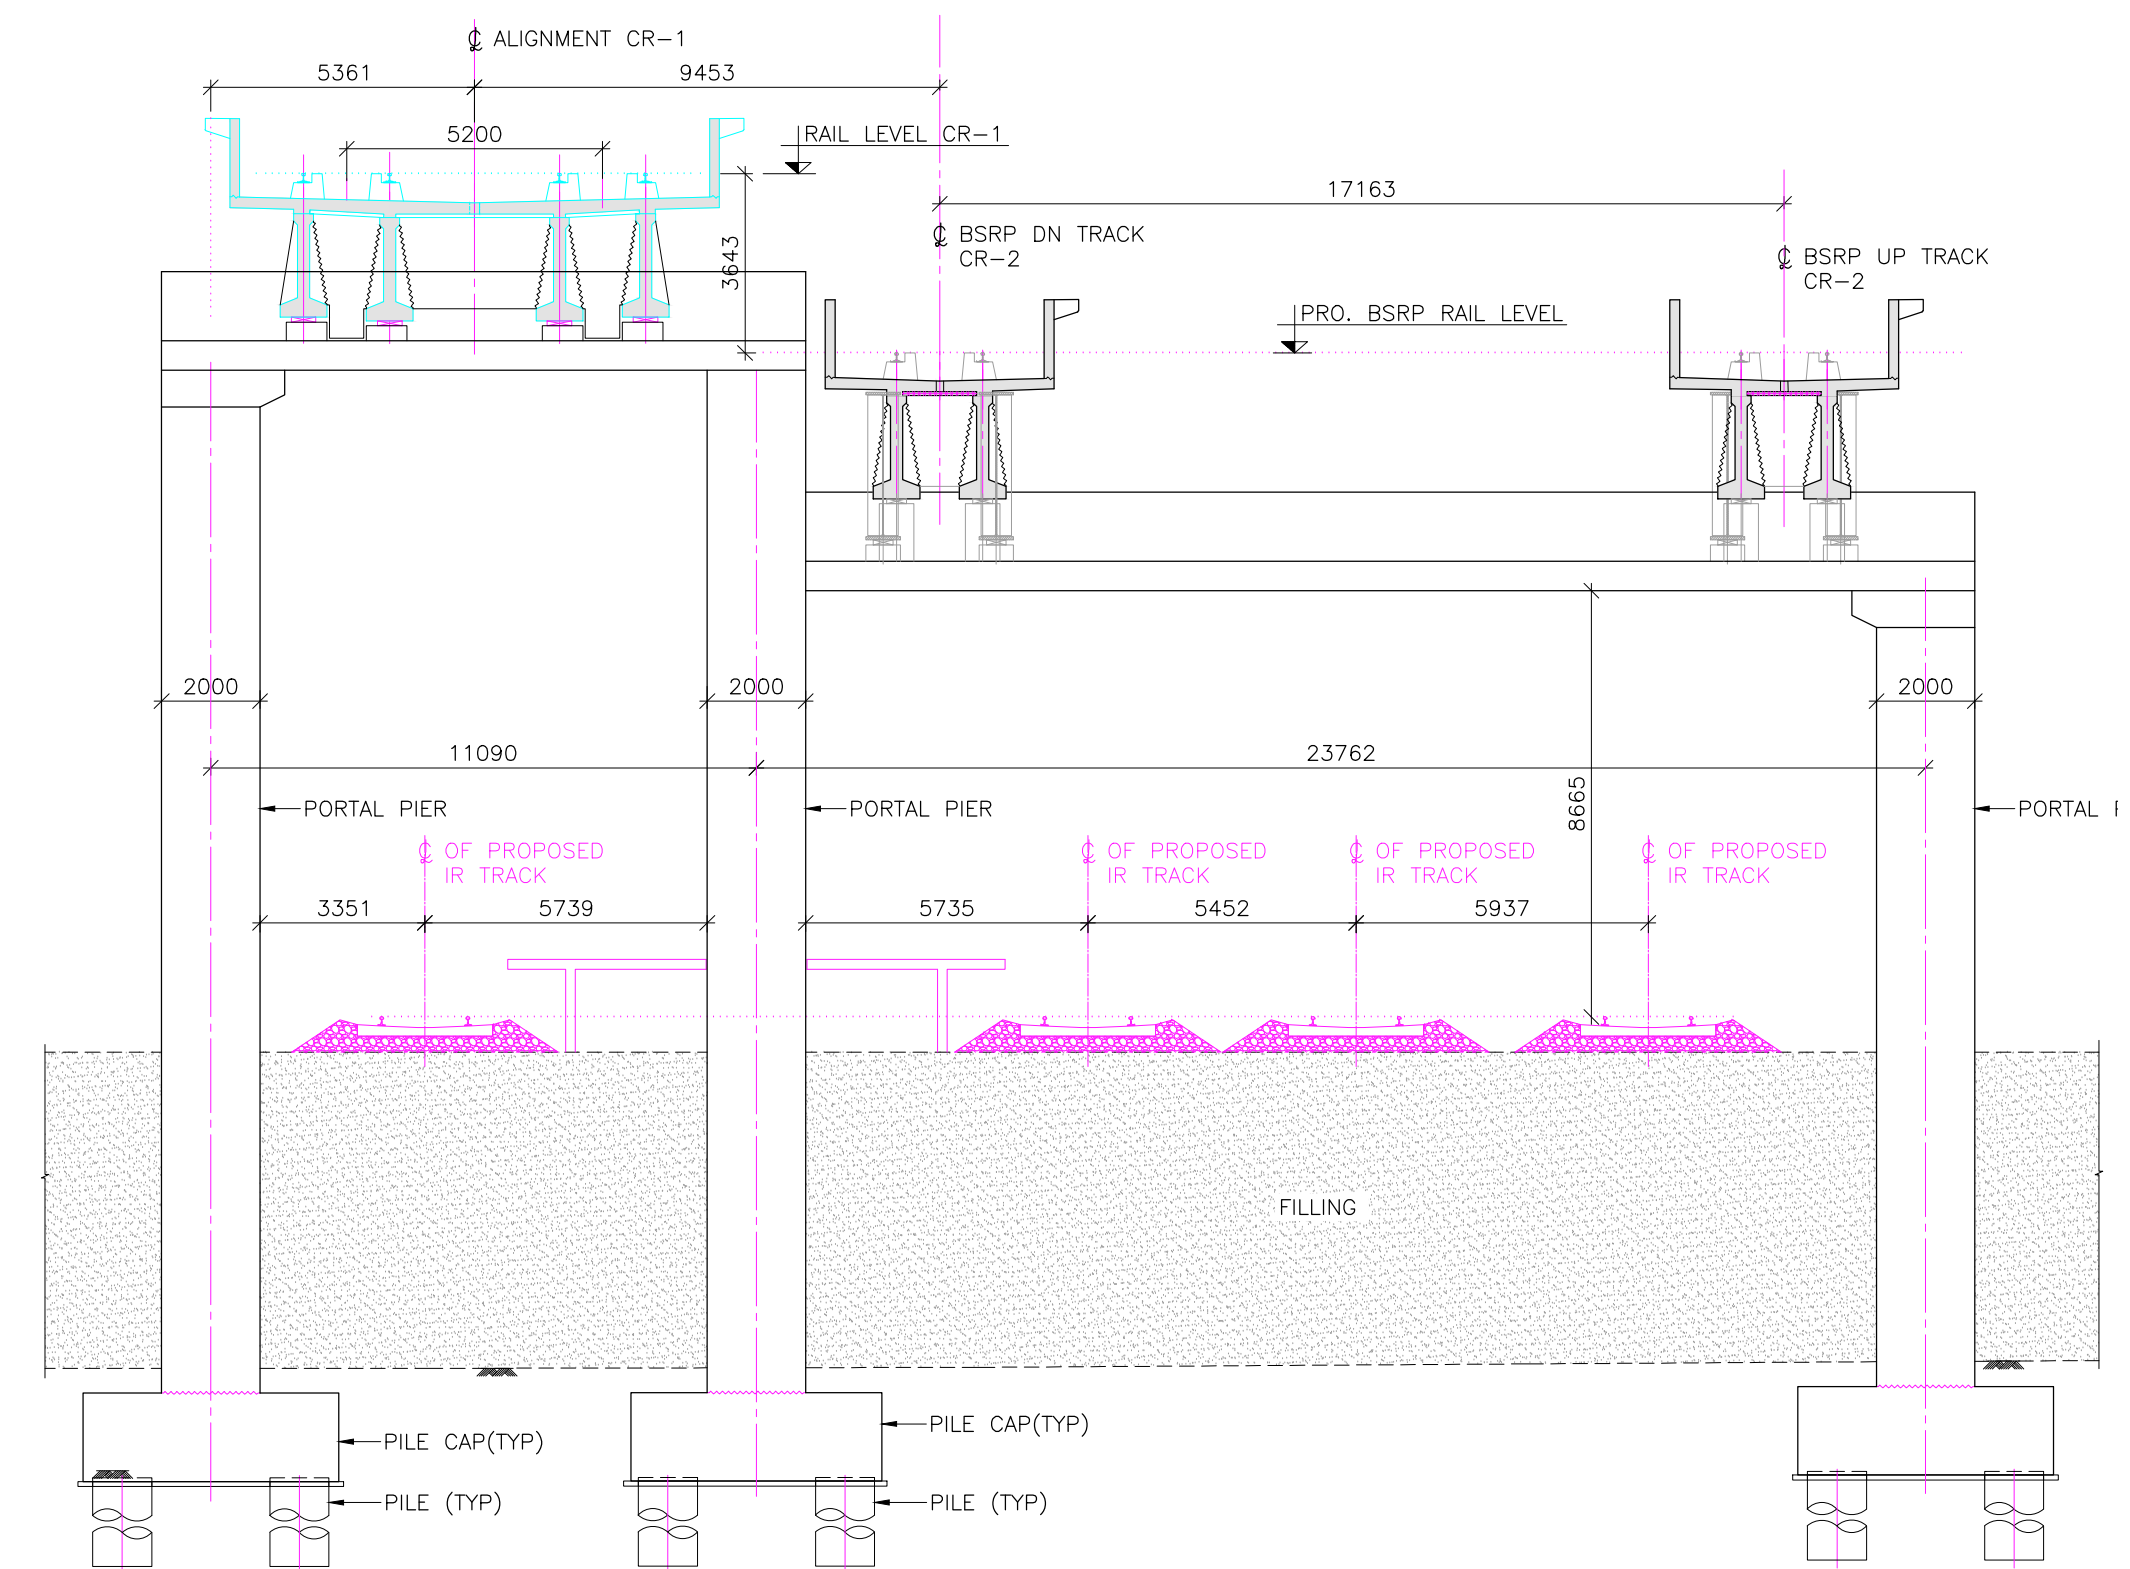 ℄ ALIGNMENT CR-1
5361
9453
5200
RAIL LEVEL CR-1
17163
3643
℄ BSRP DN TRACK
CR-2
℄ BSRP UP TRACK
CR-2
PRO. BSRP RAIL LEVEL
2000
2000
2000
11090
23762
8665
PORTAL PIER
PORTAL PIER
PORTAL
℄ OF PROPOSED
IR TRACK
℄ OF PROPOSED
IR TRACK
℄ OF PROPOSED
IR TRACK
℄ OF PROPOSED
IR TRACK
3351
5739
5735
5452
5937
FILLING
PILE CAP(TYP)
PILE CAP(TYP)
PILE (TYP)
PILE (TYP)